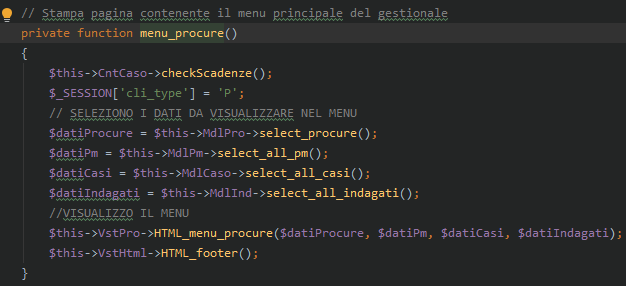 // Stampa pagina contenente il menu principale del gestionale
private function menu_procure()
{
$this->CntCaso->checkScadenze();
$_SESSION['cli_type'] = 'P';
// SELEZIONO I DATI DA VISUALIZZARE NEL MENU
$datiProcure = $this->MdlPro->select_procure();
$datiPm = $this->MdlPm->select_all_pm();
$datiCasi = $this->MdlCaso->select_all_casi();
$datiIndagati = $this->MdlInd->select_all_indagati();
//VISUALIZZO IL MENU
$this->VstPro->HTML_menu_procure($datiProcure, $datiPm, $datiCasi, $datiIndagati);
$this->VstHtml->HTML_footer();
}